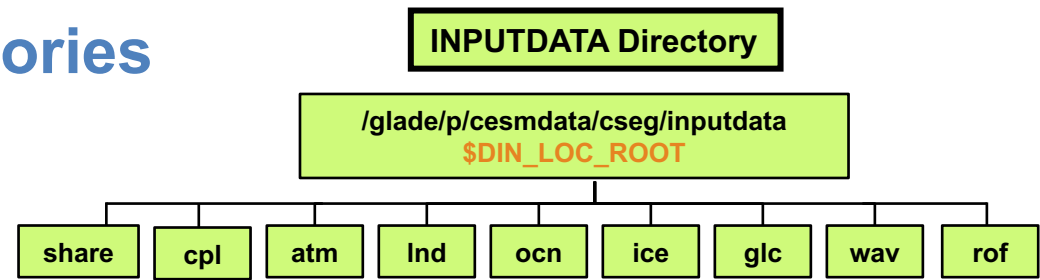 ories
INPUTDATA Directory
/glade/p/cesmdata/cseg/inputdata
$DIN_LOC_ROOT
share cpl atm lnd ocn ice glc wav rof